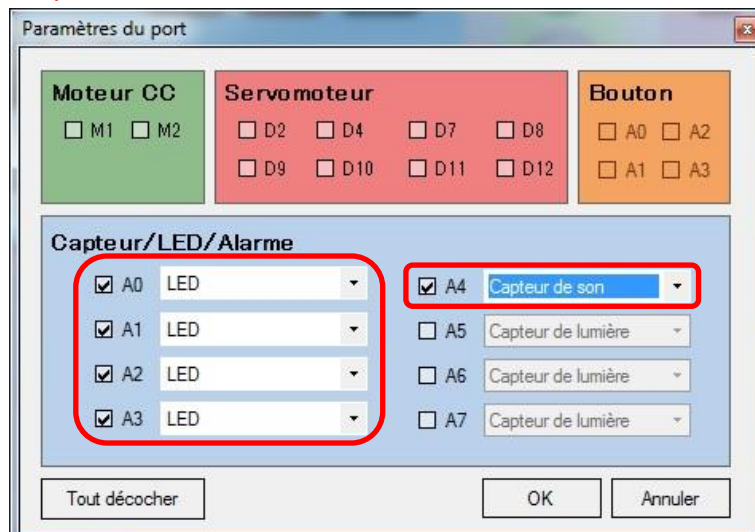 Paramètres du port
Moteur CC
M1 M2
Servomoteur
D2 D4 D7 D8
D9 D10 D11 D12
Bouton
A0 A2
A1 A3
Capteur/LED/Alarme
A0 LED
A1 LED
A2 LED
A3 LED
A4 Capteur de son
A5 Capteur de lumière
A6 Capteur de lumière
A7 Capteur de lumière
Tout décocher
OK
Annuler